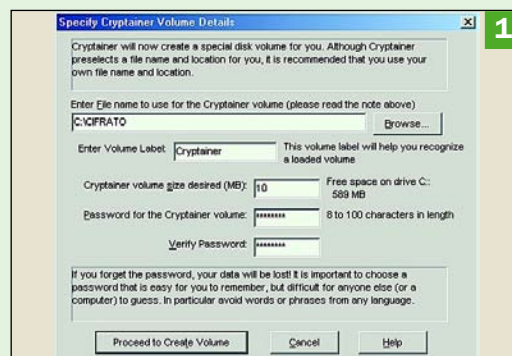 Specify Cryptainer Volume Details
1
Cryptainer will now create a special disk volume for you. Although Cryptainer
preselects a file name and location for you, it is recommended that you use your
own file name and location.
Enter File name to use for the Cryptainer volume (please read the note above)
C:\CIFRATO
Browse...
Enter Volume Label:
Cryptainer
This volume label will help you recognize
a loaded volume
Cryptainer volume size desired (MB):
10
Free space on drive C::
589 MB
Password for the Cryptainer volume:
********
8 to 100 characters in length
Verify Password:
********
If you forget the password, your data will be lost! It is important to choose a
password that is easy for you to remember, but difficult for anyone else (or a
computer) to guess. In particular avoid words or phrases from any language.
Proceed to Create Volume
Cancel
Help